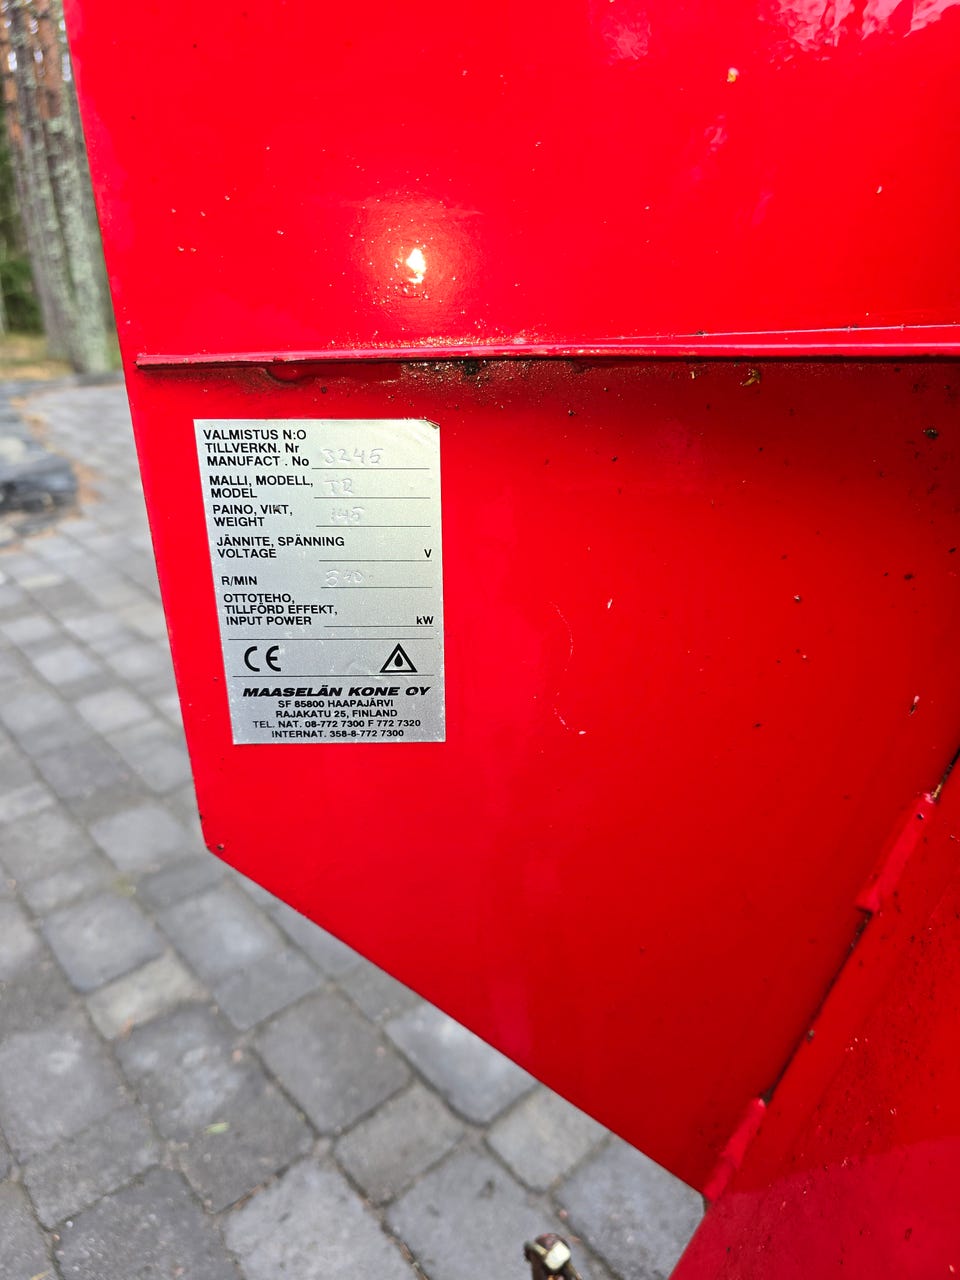 VALMISTUS N:O
TILLVERKN. Nr
MANUFACT . No 3245
MALLI, MODELL,
MODEL TR
PAINO, VIKT,
WEIGHT 145
JÄNNITE, SPÄNNING
VOLTAGE V
R/MIN 540
OTTOTEHO,
TILLFÖRD EFFEKT,
INPUT POWER kW
CE
MAASELÄN KONE OY
SF 85800 HAAPAJÄRVI
RAJAKATU 25, FINLAND
TEL. NAT. 08-772 7300 F 772 7320
INTERNAT. 358-8-772 7300